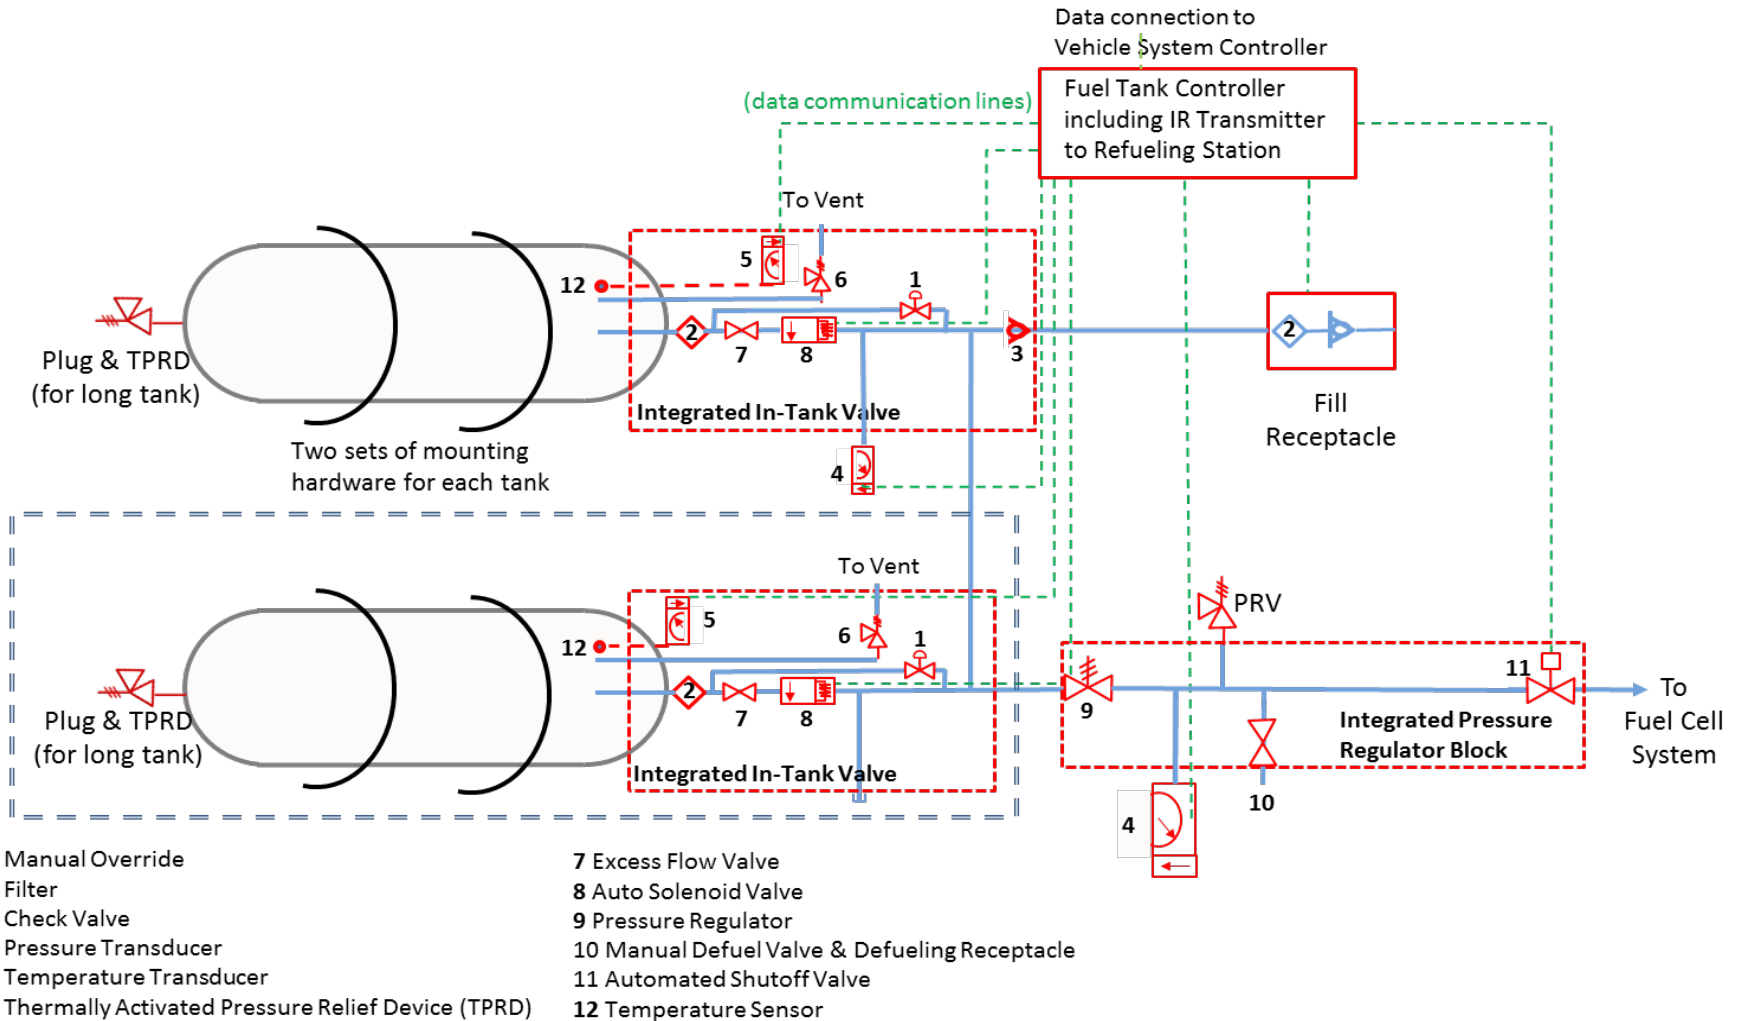 Data connection to
Vehicle System Controller
(data communication lines)
Fuel Tank Controller
including IR Transmitter
to Refueling Station
To Vent
5
6
1
12
2
7
8
3
2
Plug & TPRD
(for long tank)
Integrated In-Tank Valve
Fill
Receptacle
Two sets of mounting
hardware for each tank
4
To Vent
5
6
1
12
PRV
2
7
8
9
11
To
Fuel Cell
System
Plug & TPRD
(for long tank)
Integrated In-Tank Valve
Integrated Pressure
Regulator Block
10
4
Manual Override
Filter
Check Valve
Pressure Transducer
Temperature Transducer
Thermally Activated Pressure Relief Device (TPRD)
7 Excess Flow Valve
8 Auto Solenoid Valve
9 Pressure Regulator
10 Manual Defuel Valve & Defueling Receptacle
11 Automated Shutoff Valve
12 Temperature Sensor